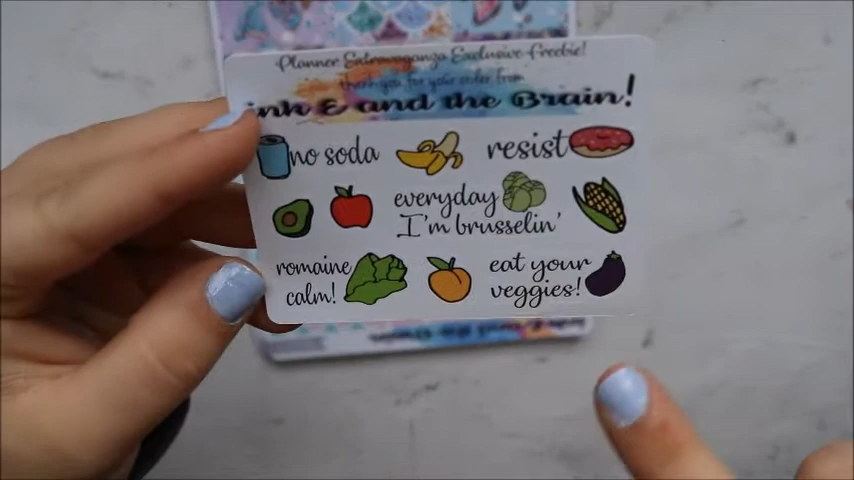 Planner Extravaganza Exclusive Freebie!
thank you for your order from
ink E and the Brain!
no soda
resist
everyday
I'm brusselin'
romaine
calm!
eat your
veggies!